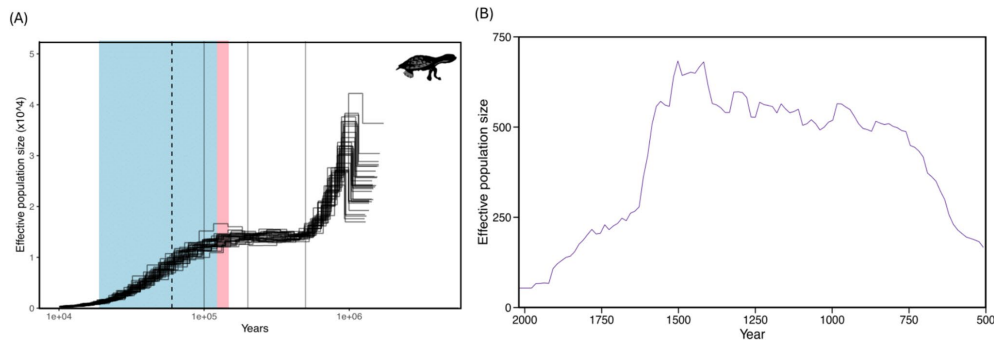 (A)
Effective population size (x10^4)
5
4
3
2
1
0
1e+04 1e+05 1e+06
Years
(B)
Effective population size
750
500
250
0
2000 1750 1500 1250 1000 750 500
Year